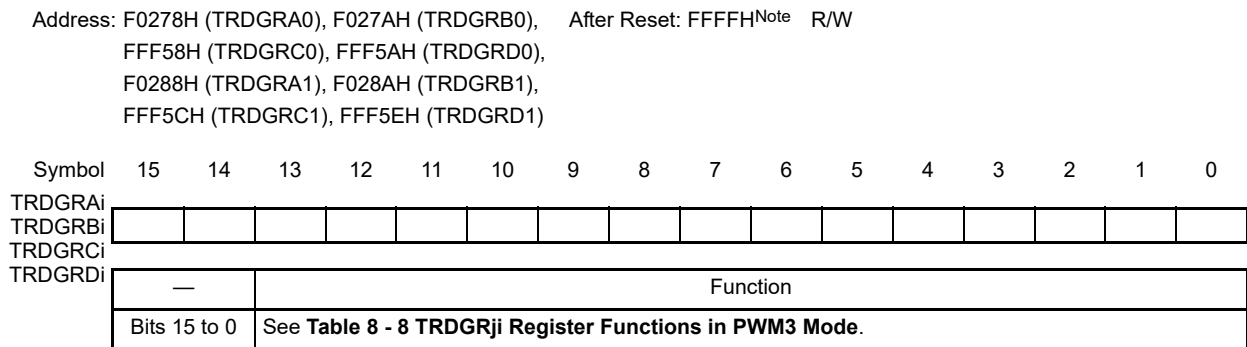 Address: F0278H (TRDGRA0), F027AH (TRDGRB0), After Reset: FFFFHNote R/W
FFF58H (TRDGRC0), FFF5AH (TRDGRD0),
F0288H (TRDGRA1), F028AH (TRDGRB1),
FFF5CH (TRDGRC1), FFF5EH (TRDGRD1)
Symbol 15 14 13 12 11 10 9 8 7 6 5 4 3 2 1 0
TRDGRAi
TRDGRBi
TRDGRCi
TRDGRDi
— Function
Bits 15 to 0 See Table 8 - 8 TRDGRji Register Functions in PWM3 Mode.